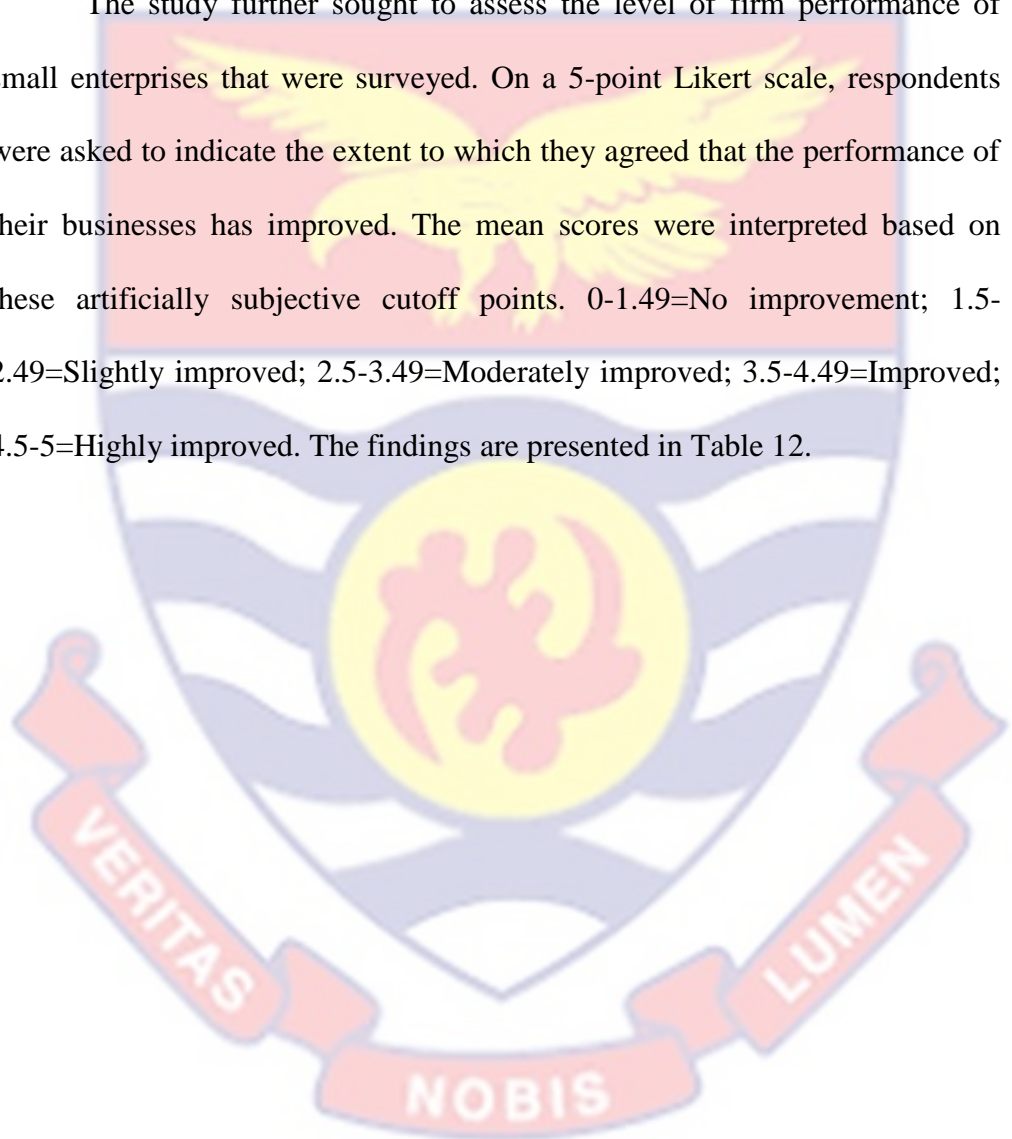 The study further sought to assess the level of firm performance of
small enterprises that were surveyed. On a 5-point Likert scale, respondents
were asked to indicate the extent to which they agreed that the performance of
their businesses has improved. The mean scores were interpreted based on
these artificially subjective cutoff points. 0-1.49=No improvement; 1.5-
2.49=Slightly improved; 2.5-3.49=Moderately improved; 3.5-4.49=Improved;
4.5-5=Highly improved. The findings are presented in Table 12.
VERITAS
NOBIS
LUMEN